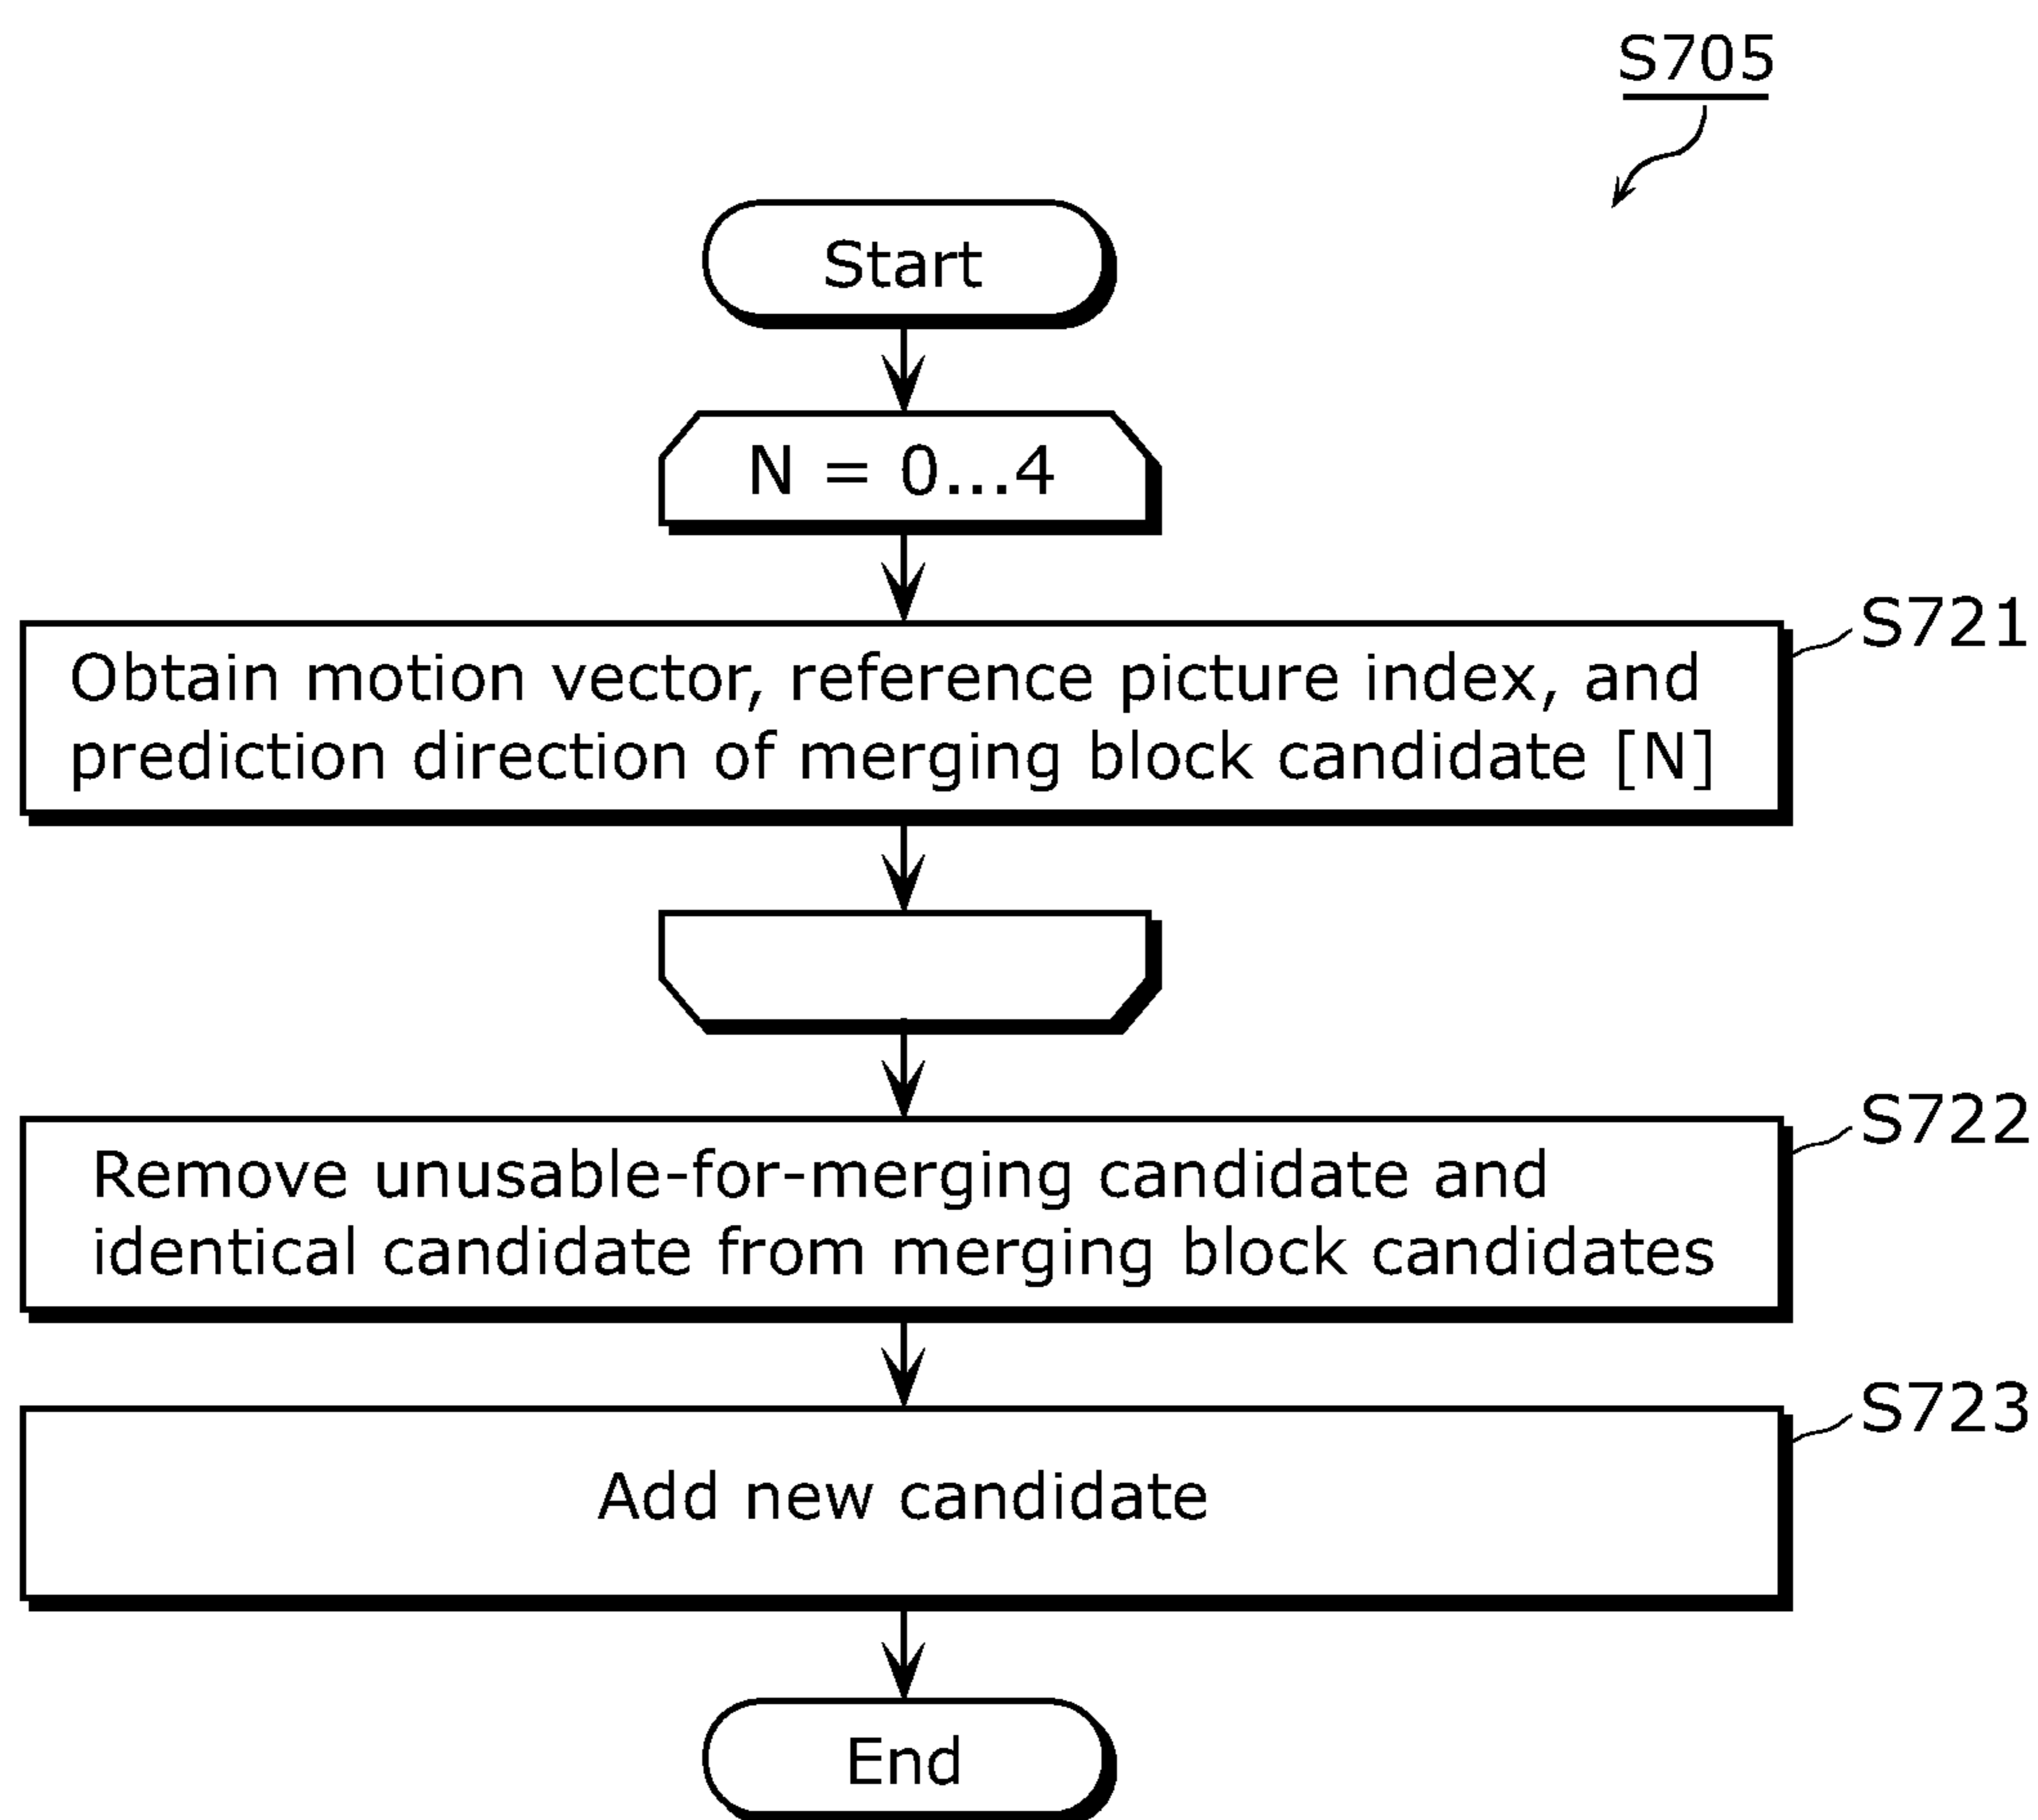 S705
Start
N = 0...4
S721
Obtain motion vector, reference picture index, and
prediction direction of merging block candidate [N]
S722
Remove unusable-for-merging candidate and
identical candidate from merging block candidates
S723
Add new candidate
End